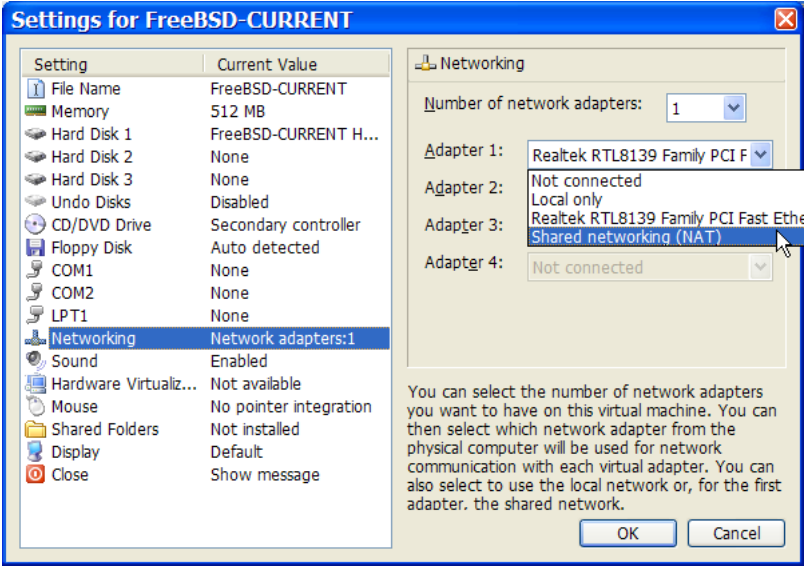 Settings for FreeBSD-CURRENT
Setting Current Value
File Name FreeBSD-CURRENT
Memory 512 MB
Hard Disk 1 FreeBSD-CURRENT H...
Hard Disk 2 None
Hard Disk 3 None
Undo Disks Disabled
CD/DVD Drive Secondary controller
Floppy Disk Auto detected
COM1 None
COM2 None
LPT1 None
Networking Network adapters:1
Sound Enabled
Hardware Virtualiz... Not available
Mouse No pointer integration
Shared Folders Not installed
Display Default
Close Show message
Networking
Number of network adapters: 1
Adapter 1: Realtek RTL8139 Family PCI F
Not connected
Adapter 2:
Local only
Realtek RTL8139 Family PCI Fast Ethe
Adapter 3:
Shared networking (NAT)
Adapter 4: Not connected
You can select the number of network adapters
you want to have on this virtual machine. You can
then select which network adapter from the
physical computer will be used for network
communication with each virtual adapter. You can
also select to use the local network or, for the first
adapter, the shared network.
OK Cancel